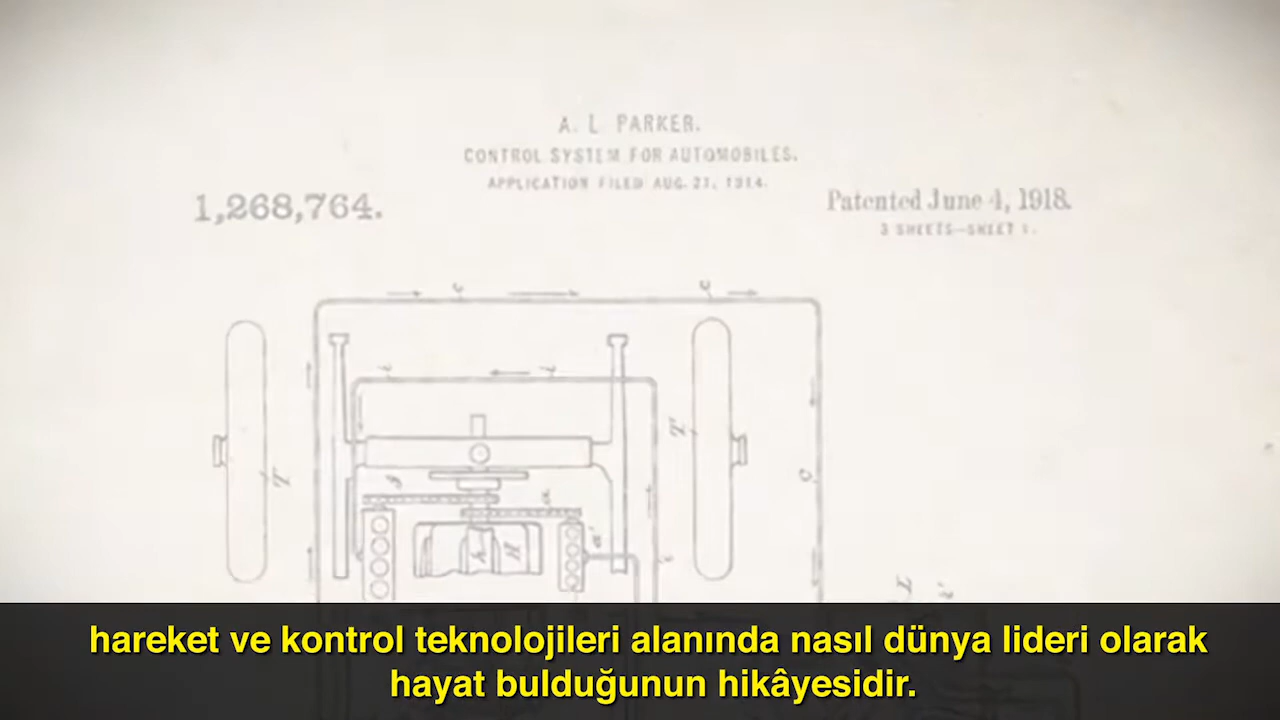 A. L. PARKER.
CONTROL SYSTEM FOR AUTOMOBILES.
APPLICATION FILED AUG. 21, 1914.
1,268,764.
Patented June 4, 1918.
3 SHEETS—SHEET 1.
hareket ve kontrol teknolojileri alanında nasıl dünya lideri olarak
hayat bulduğunun hikâyesidir.